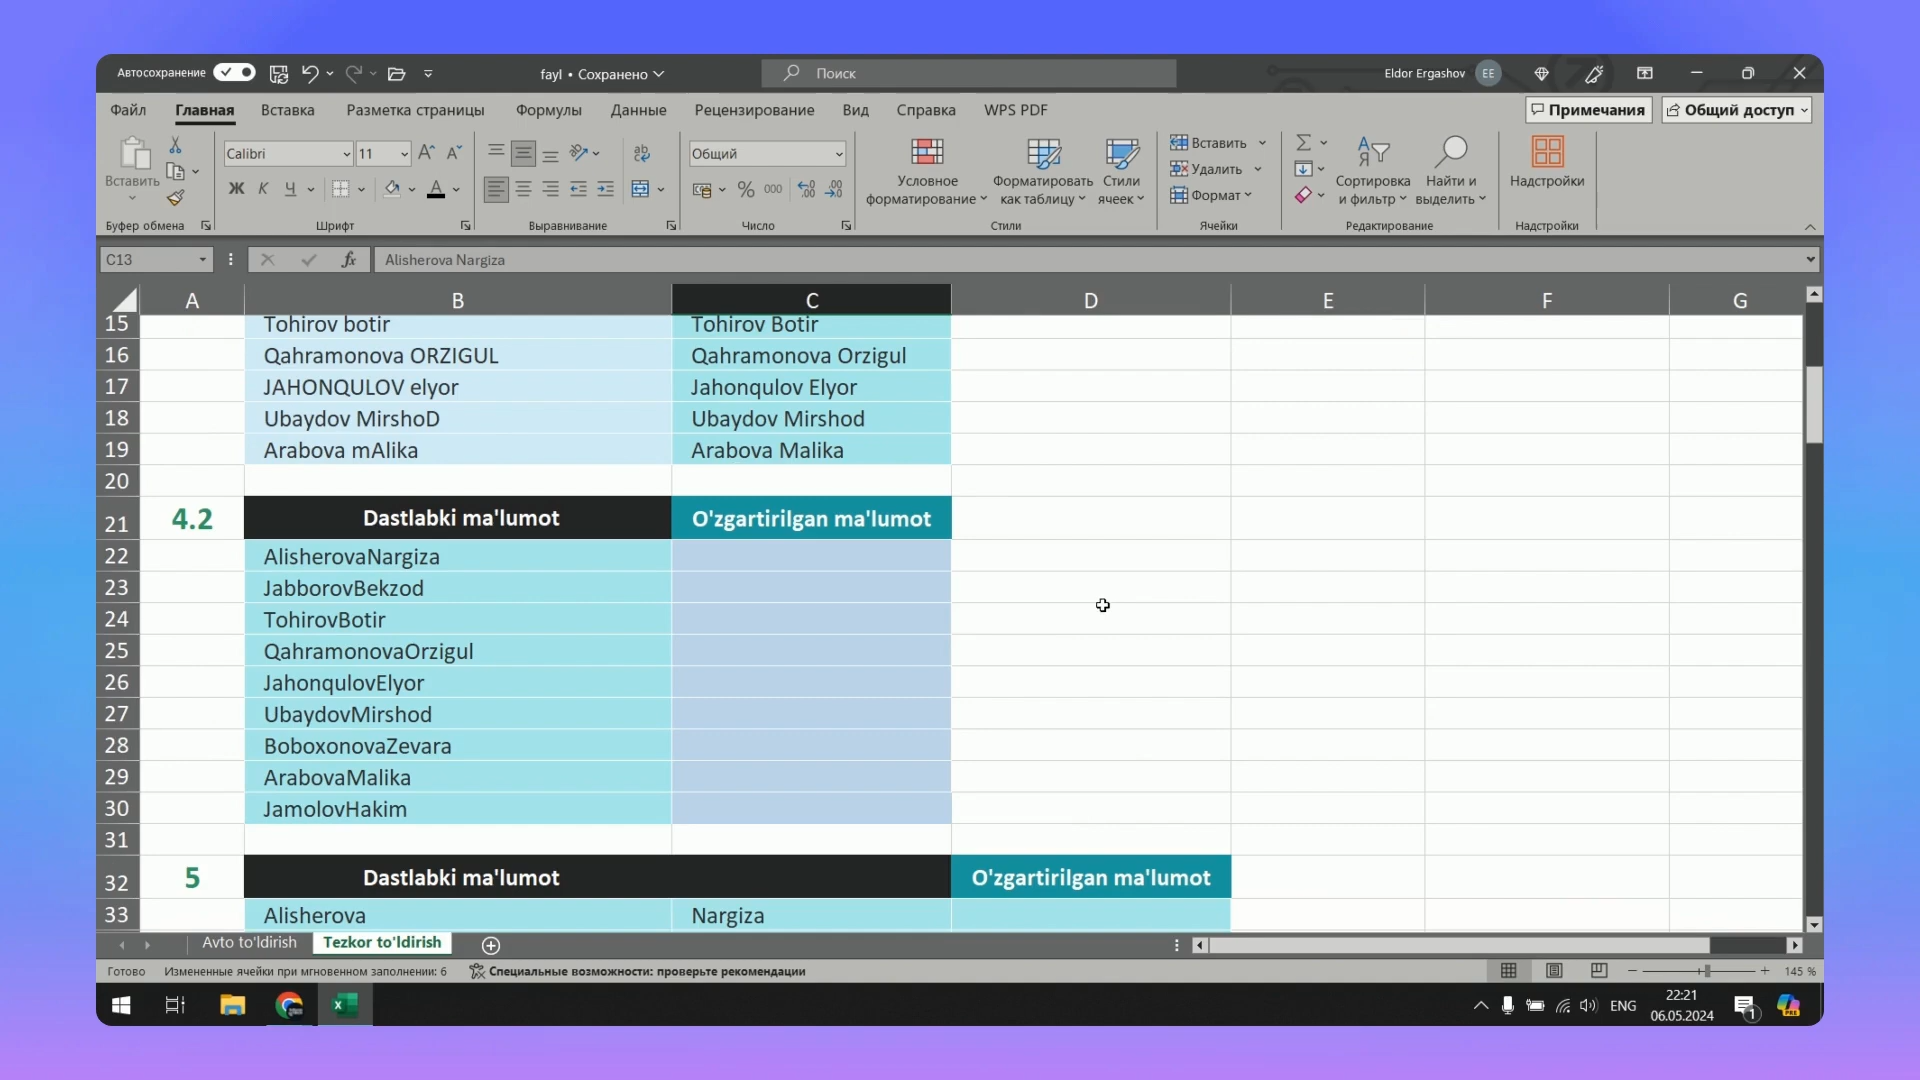 Автосохранение
fayl • Сохранено
Поиск
Eldor Ergashov EE
Файл Главная Вставка Разметка страницы Формулы Данные Рецензирование Вид Справка WPS PDF Примечания Общий доступ
Вставить
Буфер обмена
Calibri 11
Ж К Ч
Шрифт
ab
Выравнивание
Общий
% 000
Число
Условное форматирование
Форматировать как таблицу
Стили ячеек
Стили
Вставить
Удалить
Формат
Ячейки
Сортировка и фильтр
Найти и выделить
Редактирование
Надстройки
Надстройки
C13 fx Alisherova Nargiza
A B C D E F G
15 Tohirov botir Tohirov Botir
16 Qahramonova ORZIGUL Qahramonova Orzigul
17 JAHONQULOV elyor Jahonqulov Elyor
18 Ubaydov MirshoD Ubaydov Mirshod
19 Arabova mAlika Arabova Malika
20
21 4.2 Dastlabki ma'lumot O'zgartirilgan ma'lumot
22 AlisherovaNargiza
23 JabborovBekzod
24 TohirovBotir
25 QahramonovaOrzigul
26 JahonqulovElyor
27 UbaydovMirshod
28 BoboxonovaZevara
29 ArabovaMalika
30 JamolovHakim
31
32 5 Dastlabki ma'lumot O'zgartirilgan ma'lumot
33 Alisherova Nargiza
Avto to'ldirish Tezkor to'ldirish
Готово Измененные ячейки при мгновенном заполнении: 6 Специальные возможности: проверьте рекомендации 145 %
ENG 22:21
06.05.2024 1 PRE